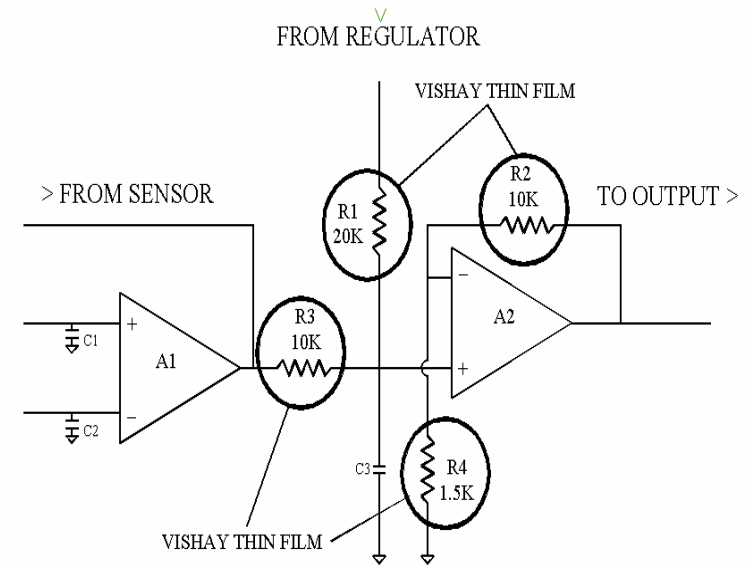 FROM REGULATOR
VISHAY THIN FILM
> FROM SENSOR
R1
20K
R2
10K
TO OUTPUT >
R3
10K
A1
A2
+
−
−
+
C1
C2
C3
R4
1.5K
VISHAY THIN FILM